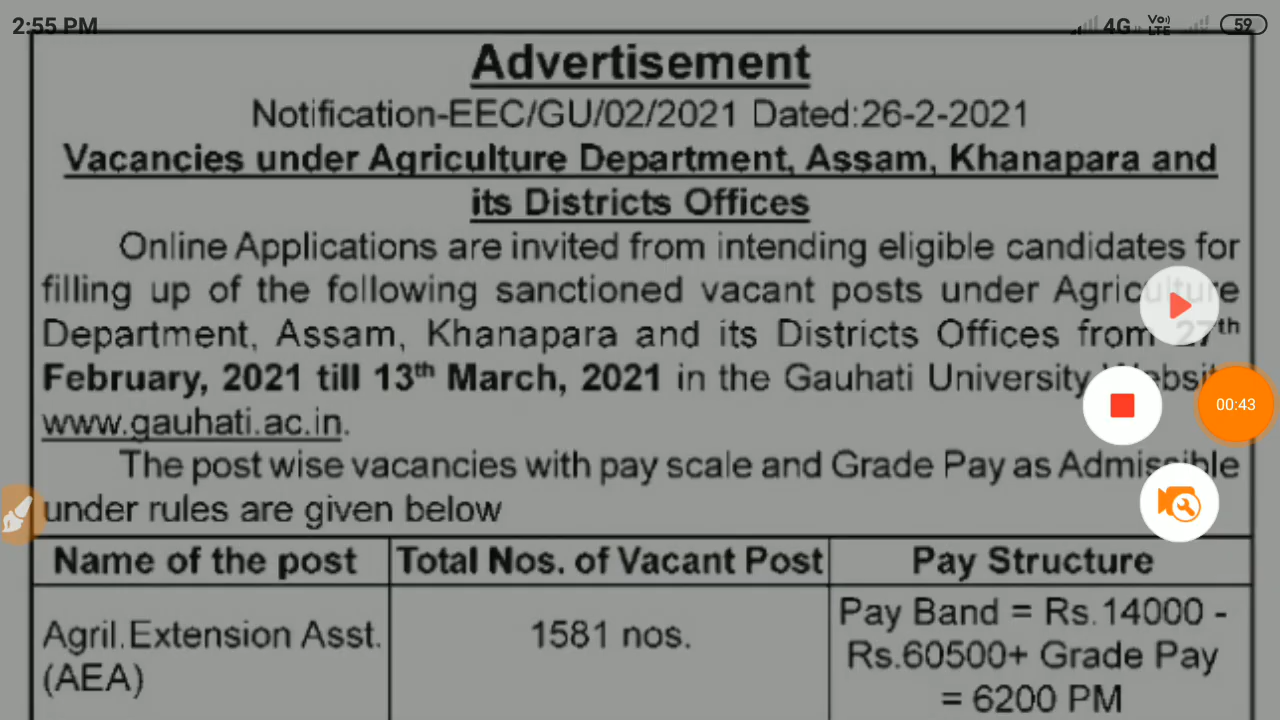 2:55 PM
4G Vo) LTE 59
Advertisement
Notification-EEC/GU/02/2021 Dated:26-2-2021
Vacancies under Agriculture Department, Assam, Khanapara and
its Districts Offices
Online Applications are invited from intending eligible candidates for
filling up of the following sanctioned vacant posts under Agriculture
Department, Assam, Khanapara and its Districts Offices from 27th
February, 2021 till 13th March, 2021 in the Gauhati University Website
www.gauhati.ac.in.
The post wise vacancies with pay scale and Grade Pay as Admissible
under rules are given below
Name of the post Total Nos. of Vacant Post Pay Structure
Agril.Extension Asst. 1581 nos. Pay Band = Rs.14000 -
(AEA) Rs.60500+ Grade Pay
= 6200 PM
00:43